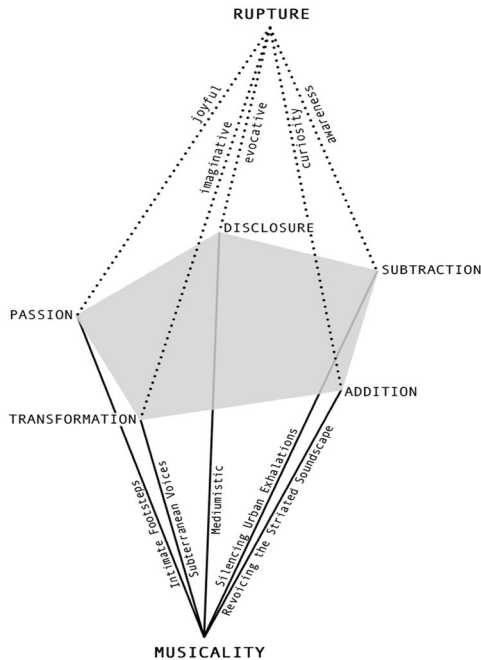 RUPTURE
joyful
imaginative
evocative
curiosity
awareness
DISCLOSURE
SUBTRACTION
PASSION
ADDITION
TRANSFORMATION
Intimate Footsteps
Subterranean Voices
Mediumistic
Silencing Urban Exhalations
Revoicing the Striated Soundscape
MUSICALITY